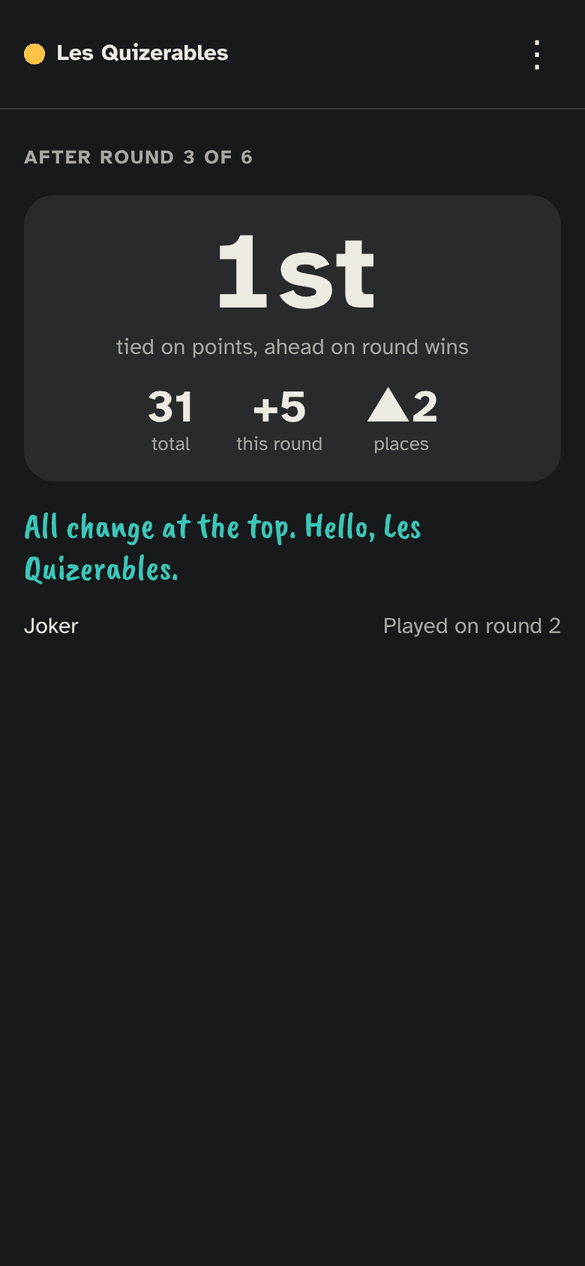 Les Quizerables
AFTER ROUND 3 OF 6
1st
tied on points, ahead on round wins
31 +5 ▲2
total this round places
All change at the top. Hello, Les
Quizerables.
Joker Played on round 2